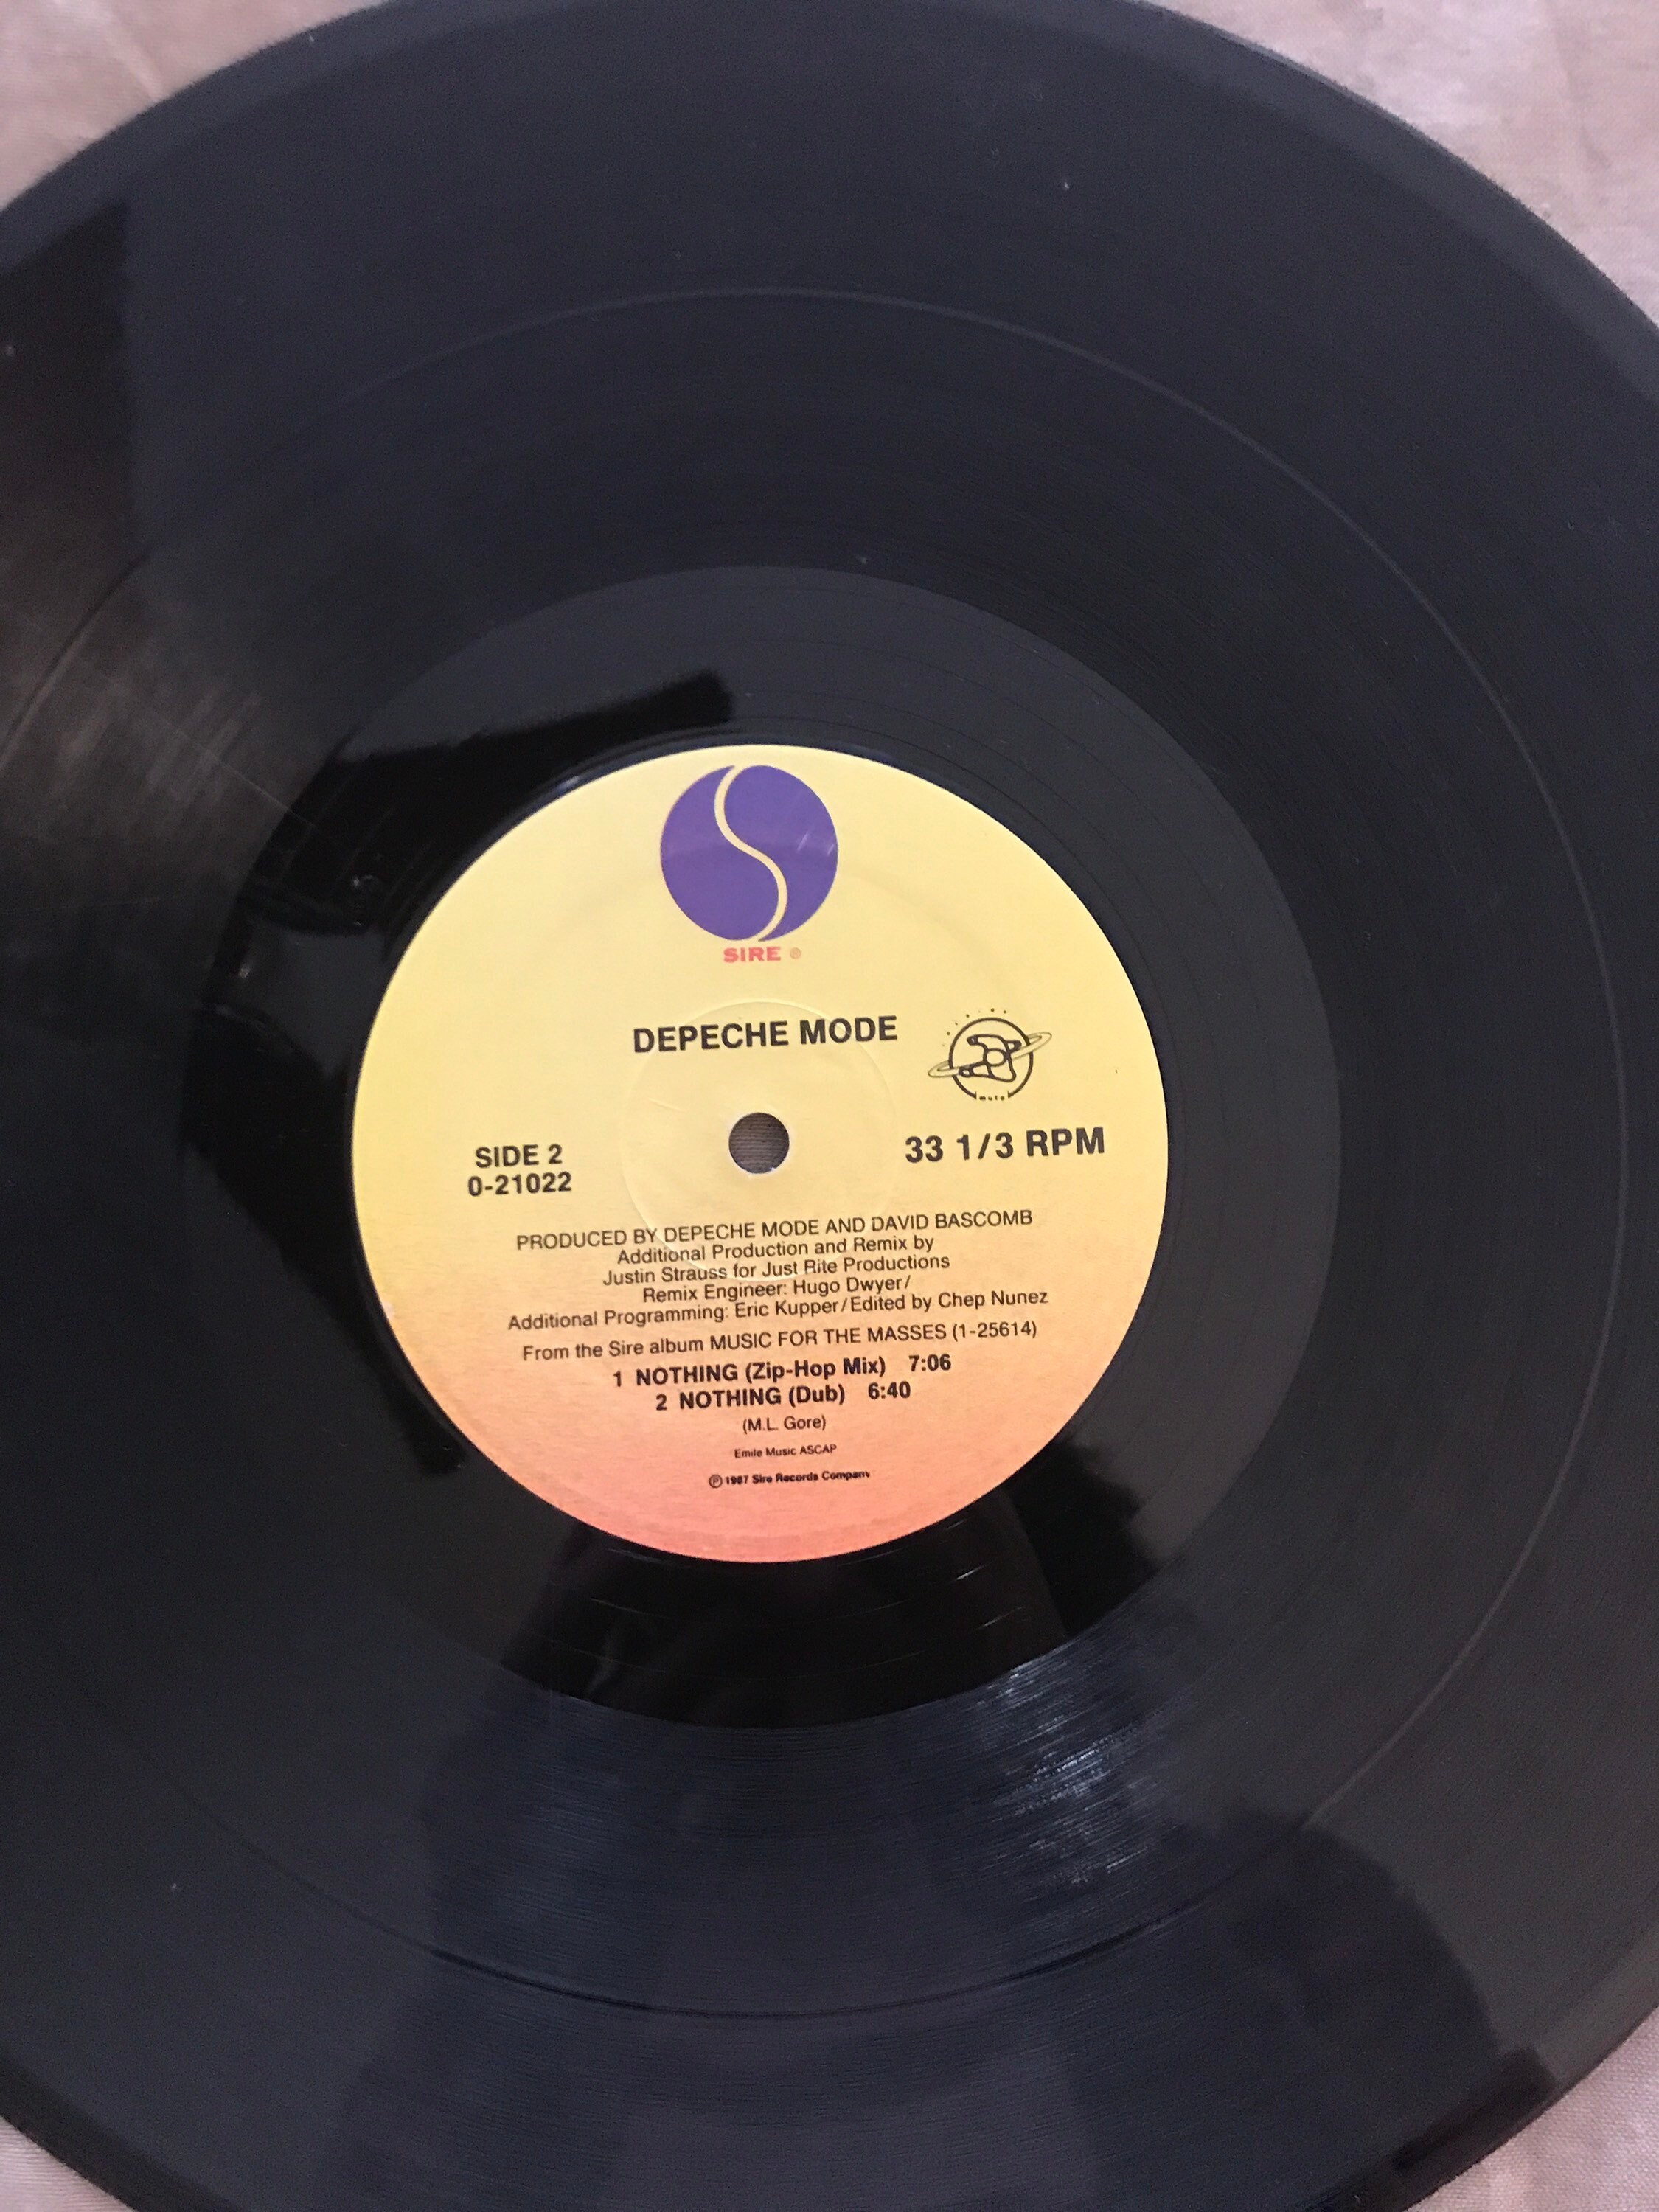 SIRE ®
DEPECHE MODE
SIDE 2
0-21022
33 1/3 RPM
PRODUCED BY DEPECHE MODE AND DAVID BASCOMB
Additional Production and Remix by
Justin Strauss for Just Rite Productions
Remix Engineer: Hugo Dwyer/
Additional Programming: Eric Kupper/Edited by Chep Nunez
From the Sire album MUSIC FOR THE MASSES (1-25614)
1 NOTHING (Zip-Hop Mix) 7:06
2 NOTHING (Dub) 6:40
(M.L. Gore)
Emile Music ASCAP
℗ 1987 Sire Records Company